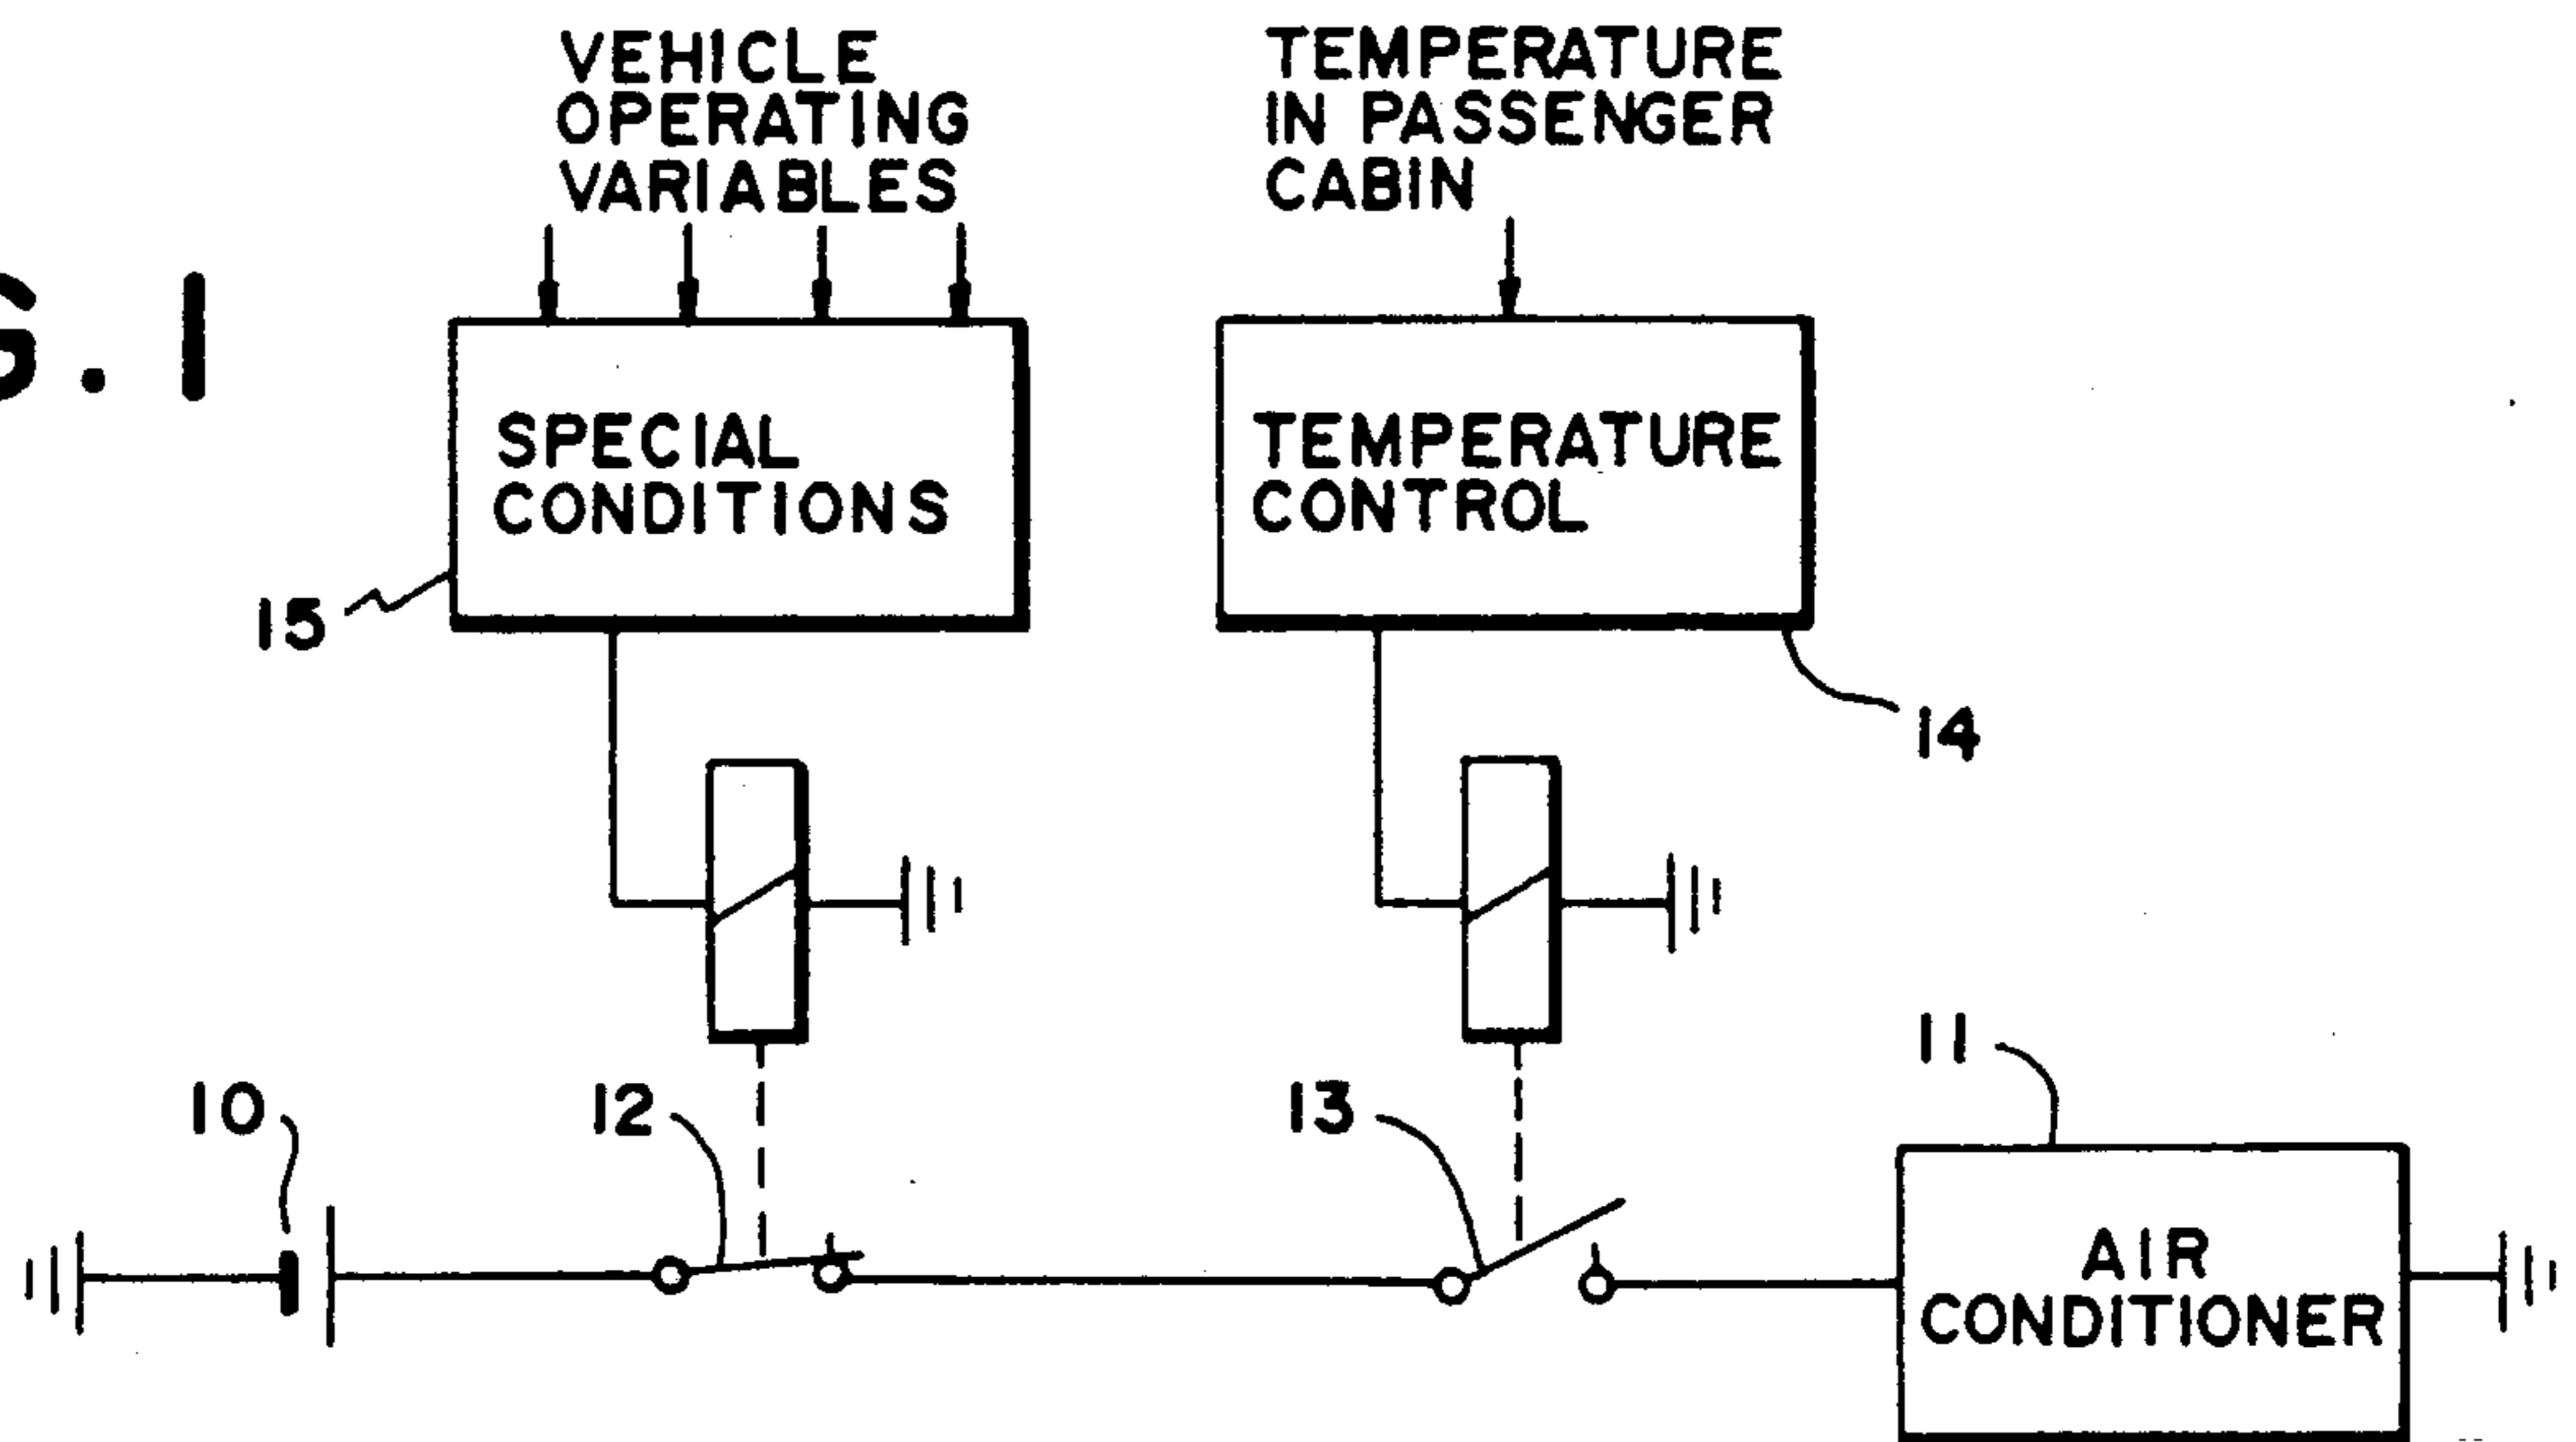 VEHICLE
OPERATING
VARIABLES
TEMPERATURE
IN PASSENGER
CABIN
G. 1
SPECIAL
CONDITIONS
TEMPERATURE
CONTROL
15
14
10
12
13
11
AIR
CONDITIONER